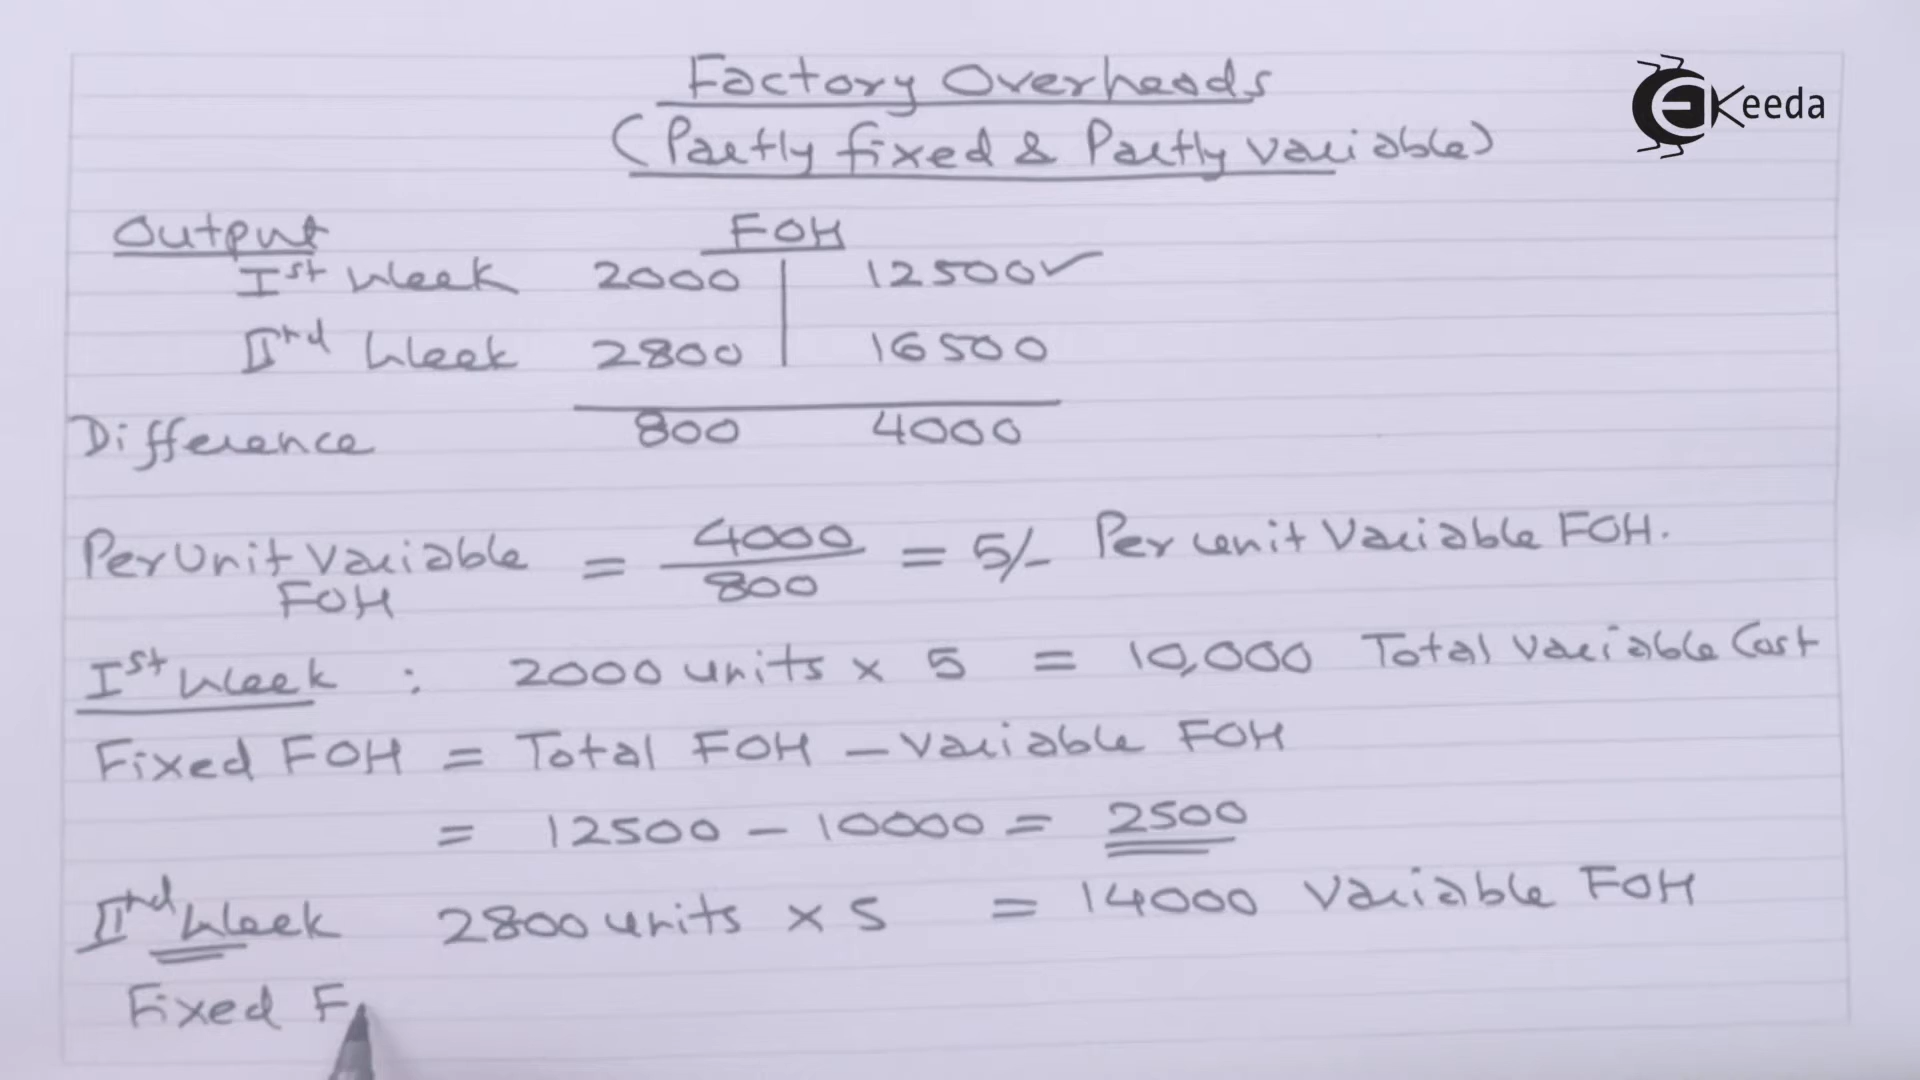 Factory Overheads
EKeeda
(Partly fixed & Partly variable)
Output FOH
Ist Week 2000 12500✓
IInd Week 2800 16500
Difference 800 4000
Per Unit Variable FOH = 4000 / 800 = 5/- Per unit Variable FOH.
Ist Week : 2000 units × 5 = 10,000 Total Variable Cost
Fixed FOH = Total FOH – Variable FOH
= 12500 – 10000 = 2500
IInd Week 2800 units × 5 = 14000 Variable FOH
Fixed F